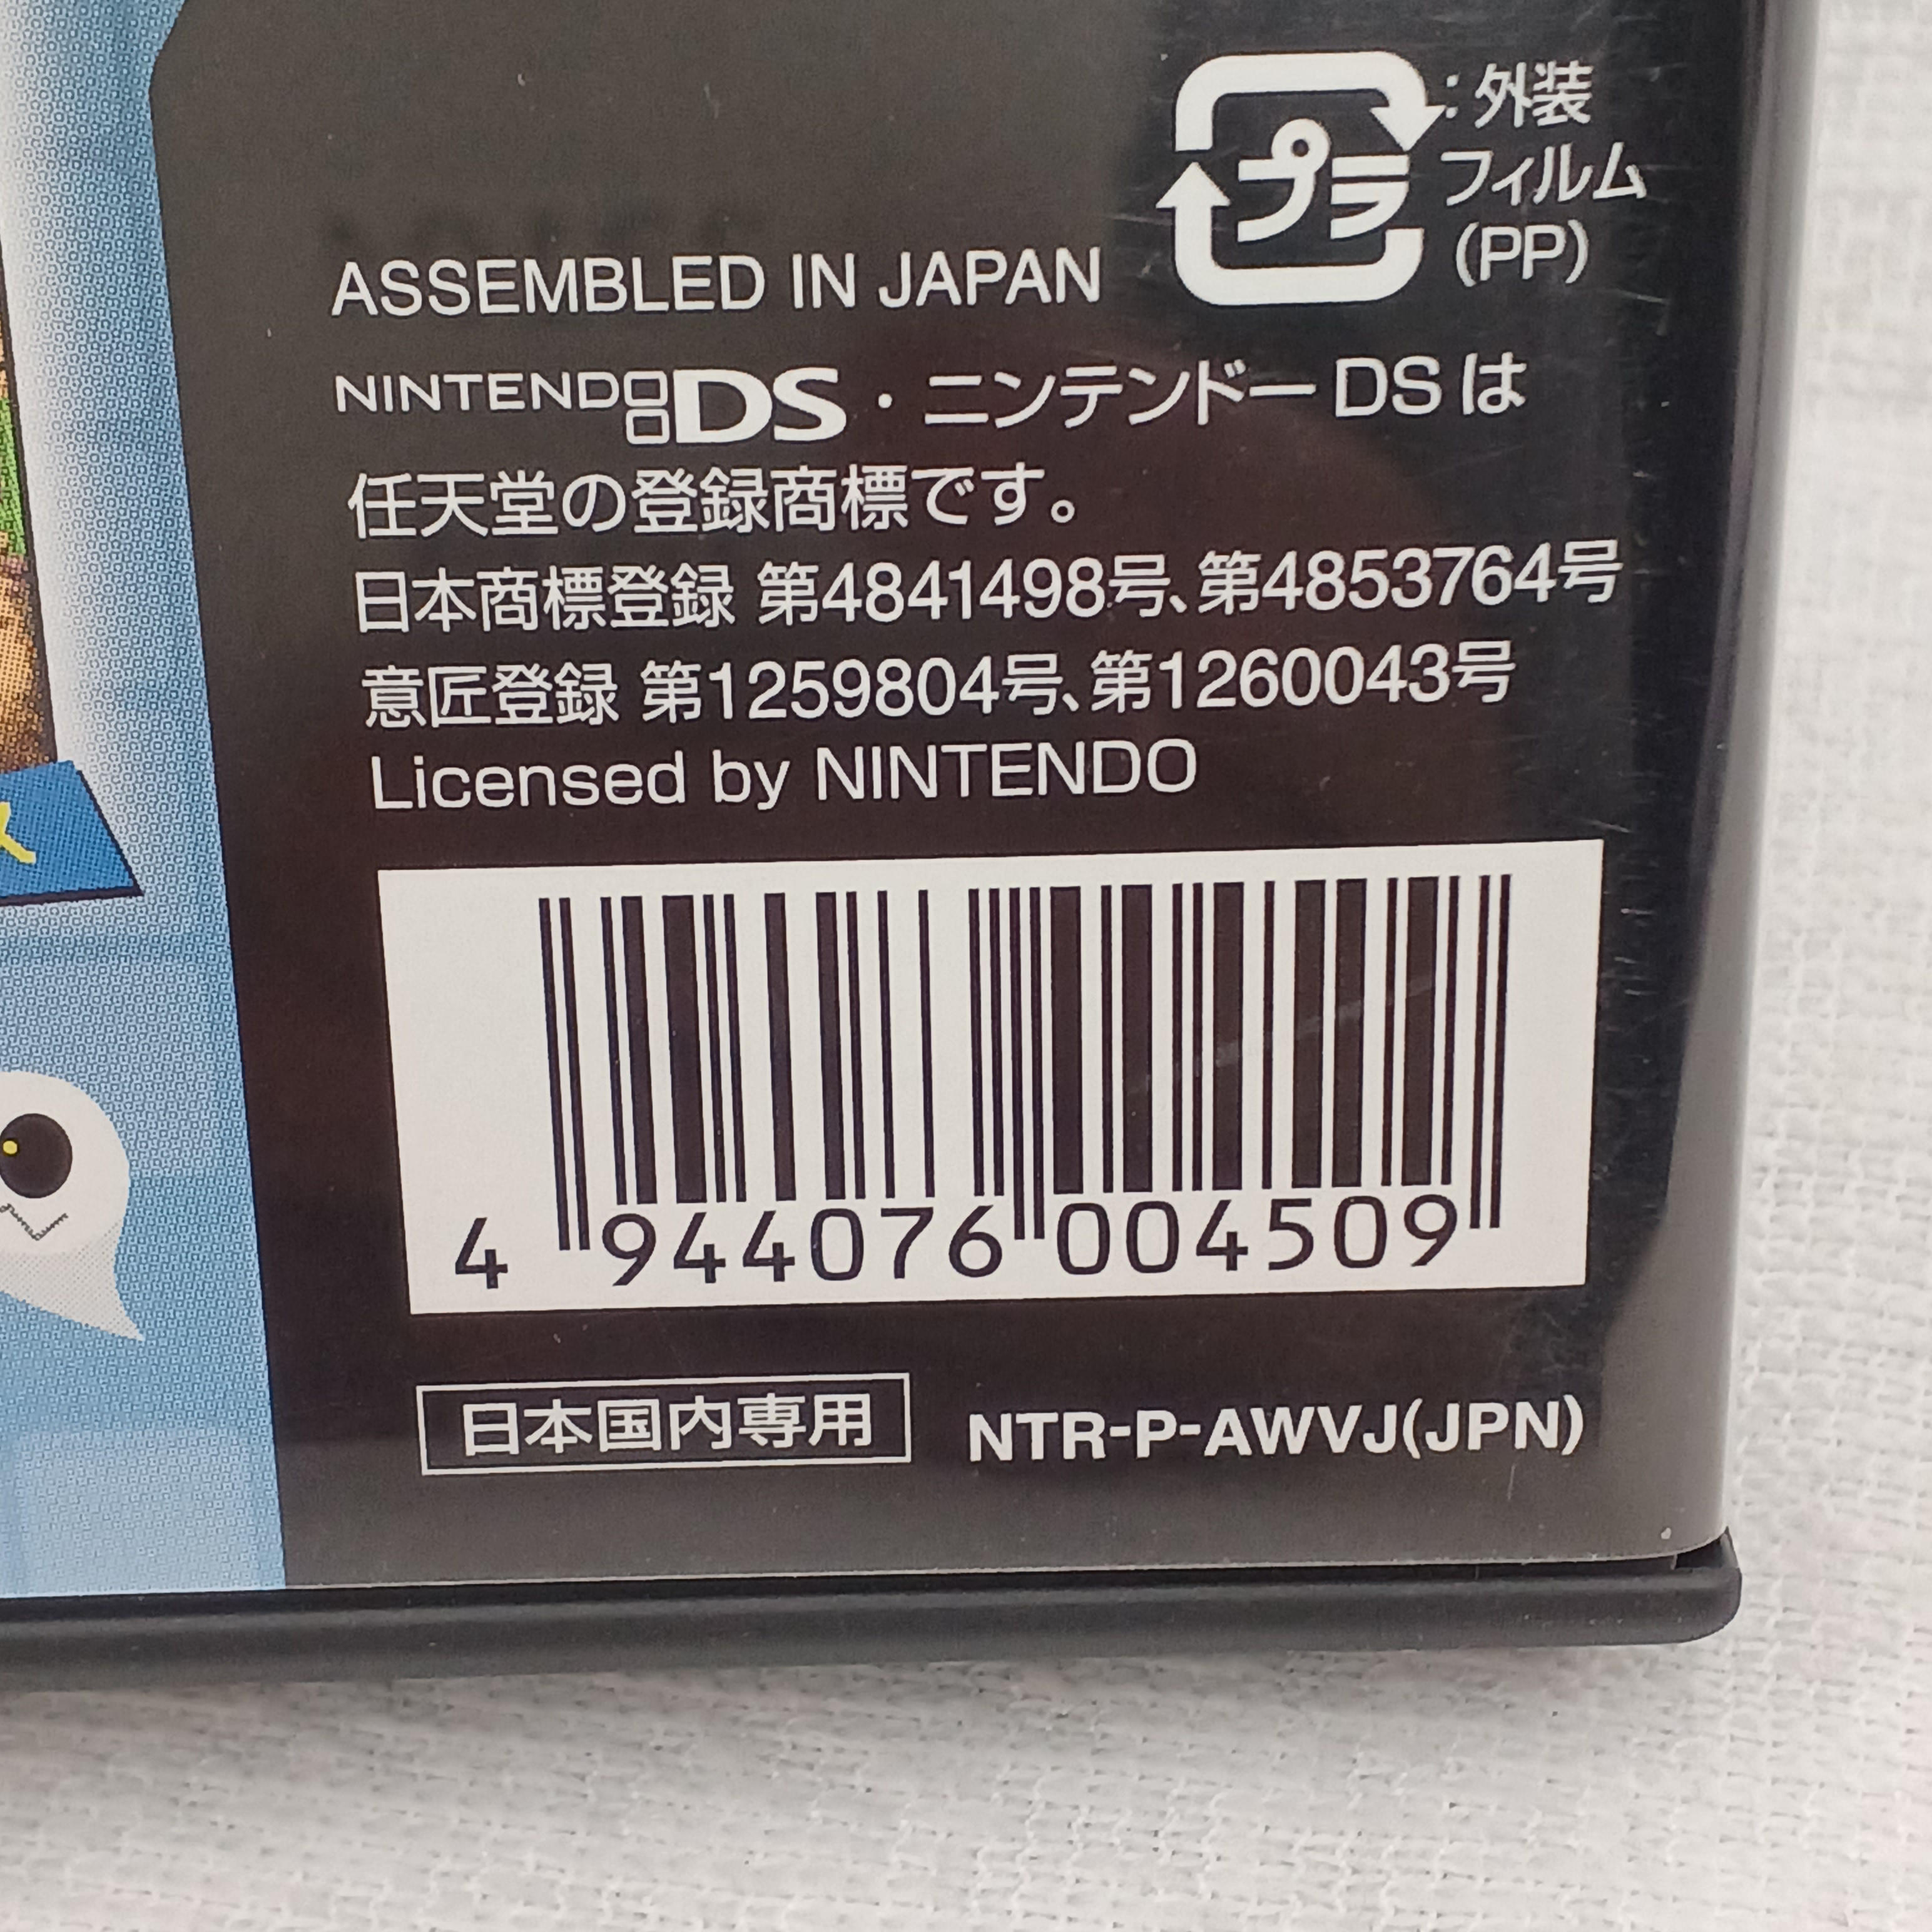 プラ
:外装
フィルム
(PP)
ASSEMBLED IN JAPAN
NINTENDO DS・ニンテンドーDSは
任天堂の登録商標です。
日本商標登録 第4841498号、第4853764号
意匠登録 第1259804号、第1260043号
Licensed by NINTENDO
4 944076 004509
日本国内専用 NTR-P-AWVJ(JPN)